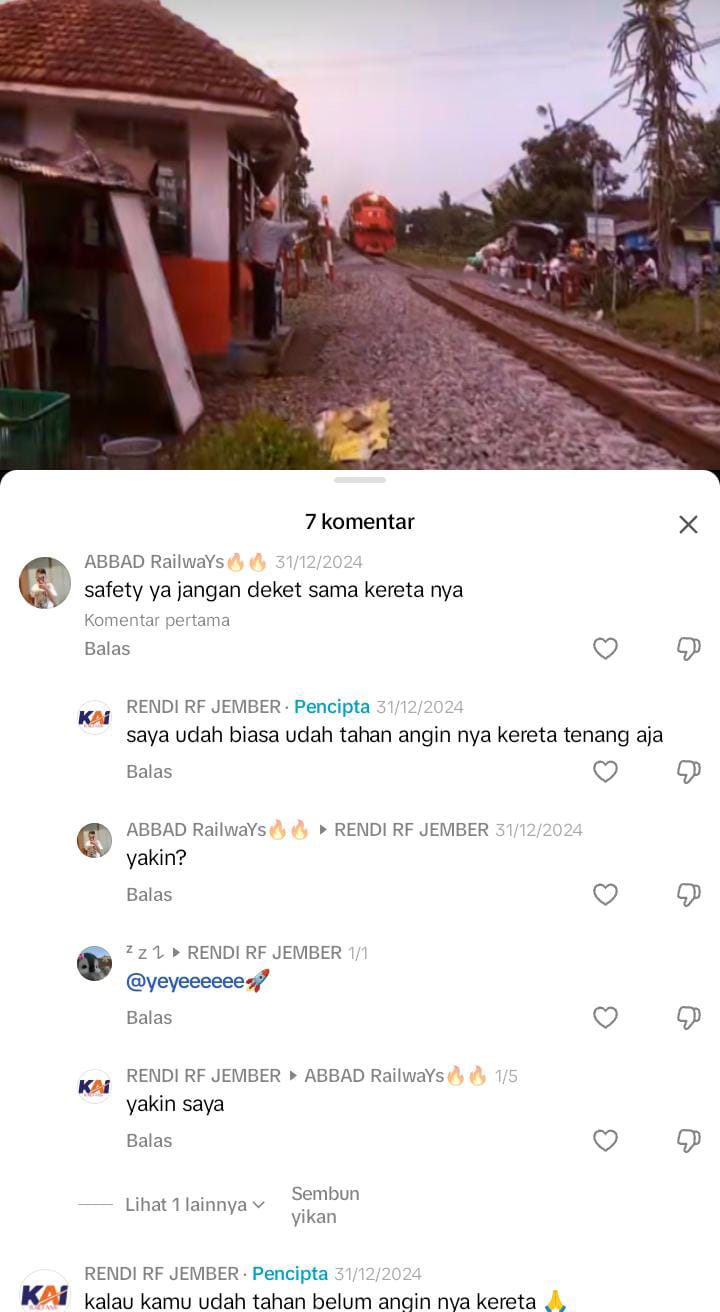 7 komentar
ABBAD RailwaYs🔥🔥 31/12/2024
safety ya jangan deket sama kereta nya
Komentar pertama
Balas
RENDI RF JEMBER · Pencipta 31/12/2024
saya udah biasa udah tahan angin nya kereta tenang aja
Balas
ABBAD RailwaYs🔥🔥 ▸ RENDI RF JEMBER 31/12/2024
yakin?
Balas
ᶻ z ▸ RENDI RF JEMBER 1/1
@yeyeeeeee🚀
Balas
RENDI RF JEMBER ▸ ABBAD RailwaYs🔥🔥 1/5
yakin saya
Balas
Lihat 1 lainnya
Sembun
yikan
RENDI RF JEMBER · Pencipta 31/12/2024
KAi
kalau kamu udah tahan belum angin nya kereta 🙏